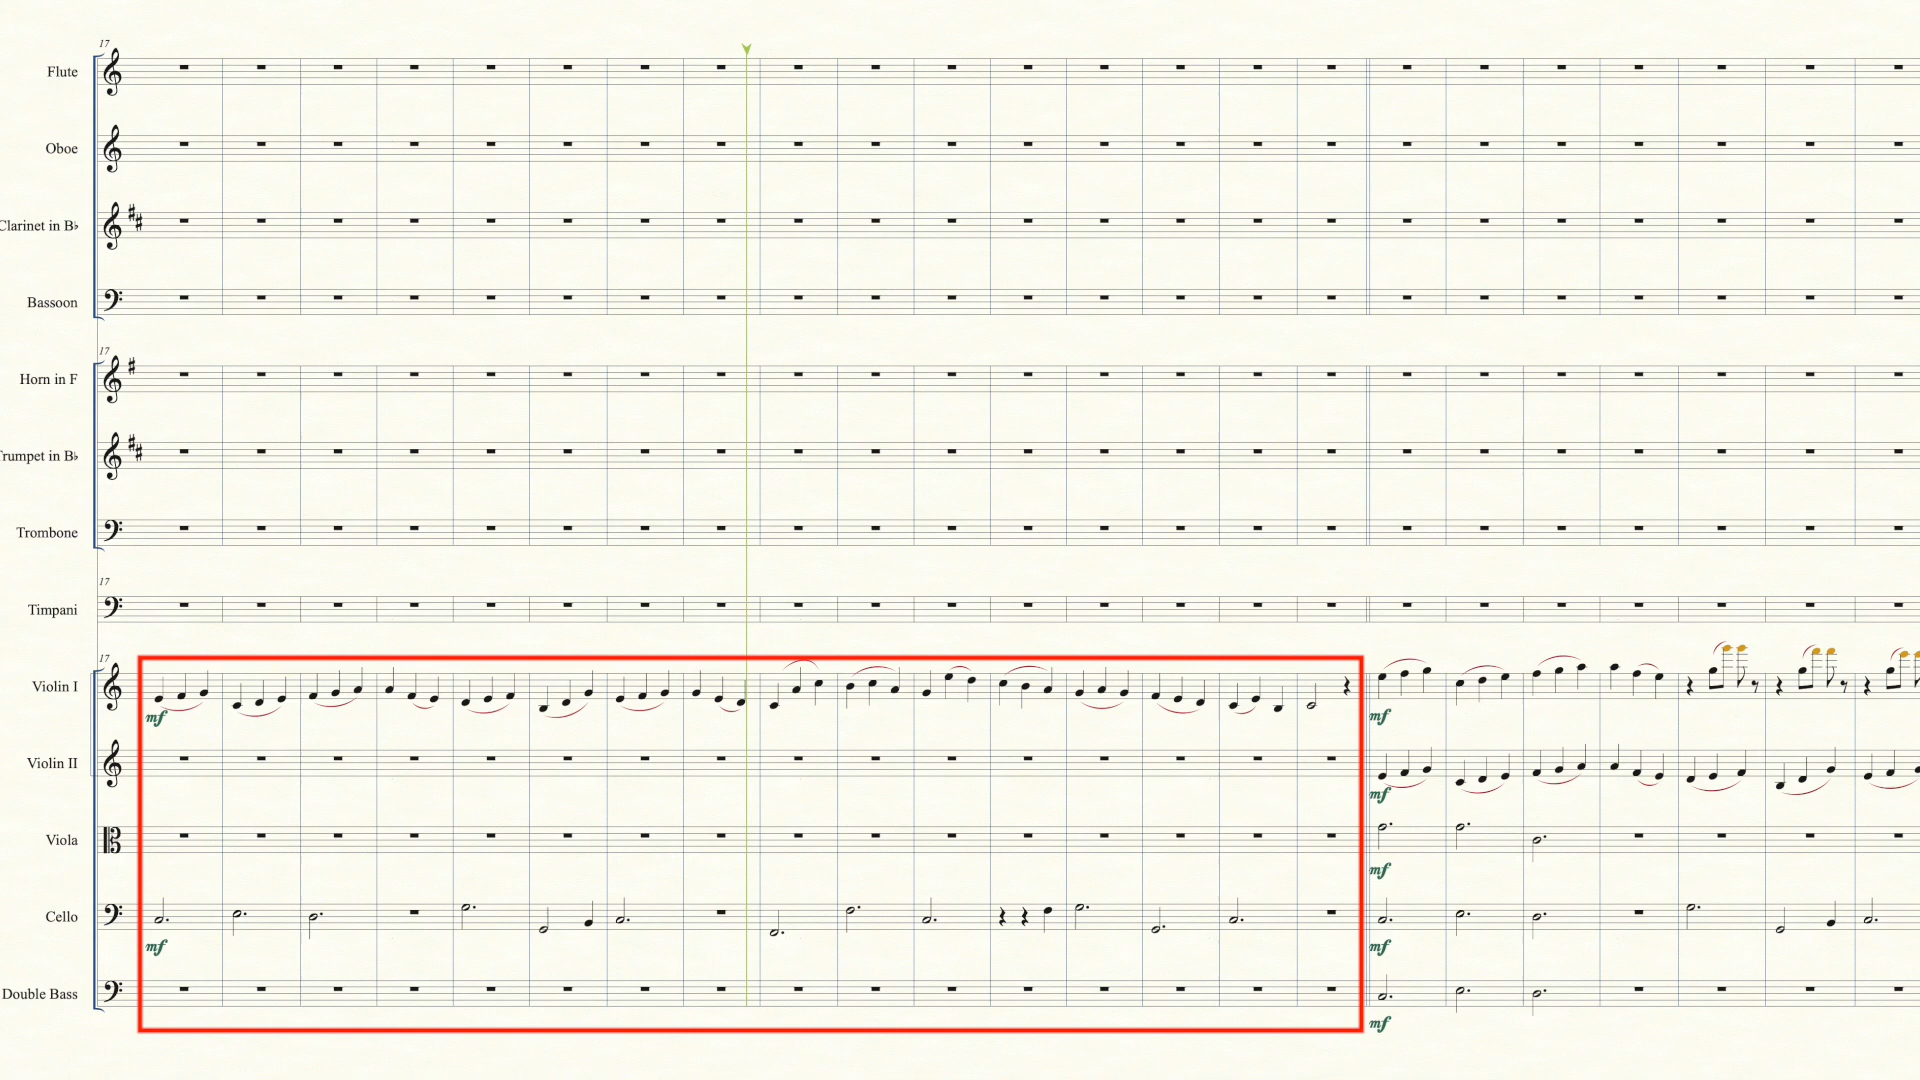 17
Flute
Oboe
Clarinet in B♭
Bassoon
17
Horn in F
Trumpet in B♭
Trombone
17
Timpani
17
Violin I
mf
mf
Violin II
mf
Viola
mf
Cello
mf
mf
Double Bass
mf